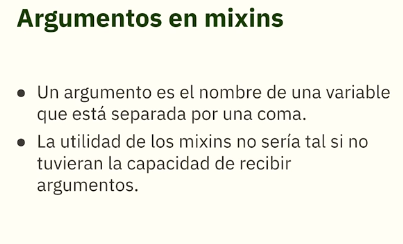 Argumentos en mixins
● Un argumento es el nombre de una variable
que está separada por una coma.
● La utilidad de los mixins no sería tal si no
tuvieran la capacidad de recibir
argumentos.